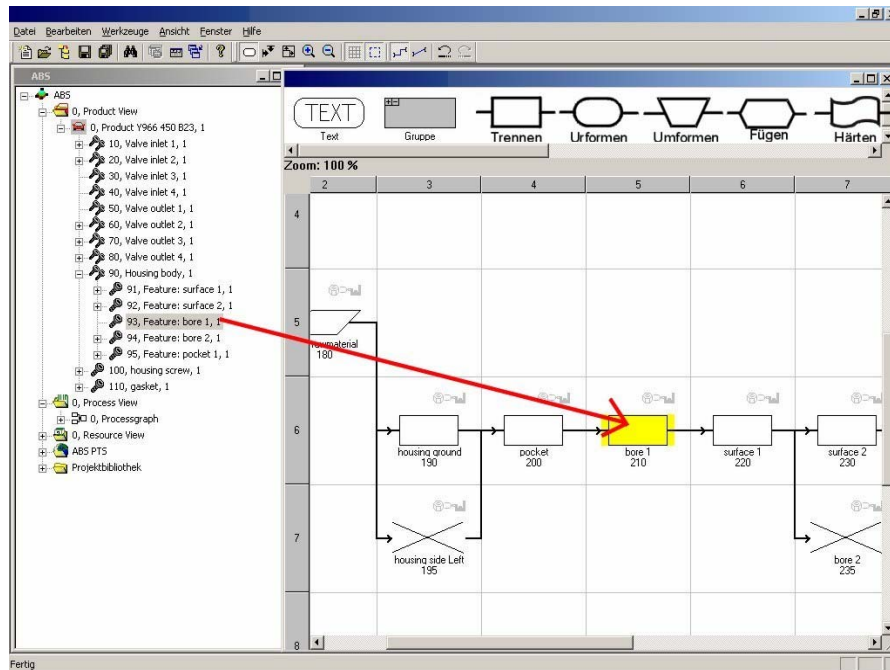 Datei Bearbeiten Werkzeuge Ansicht Fenster Hilfe
ABS
ABS
0, Product View
0, Product Y966 450 B23, 1
10, Valve inlet 1, 1
20, Valve inlet 2, 1
30, Valve inlet 3, 1
40, Valve inlet 4, 1
50, Valve outlet 1, 1
60, Valve outlet 2, 1
70, Valve outlet 3, 1
80, Valve outlet 4, 1
90, Housing body, 1
91, Feature: surface 1, 1
92, Feature: surface 2, 1
93, Feature: bore 1, 1
94, Feature: bore 2, 1
95, Feature: pocket 1, 1
100, housing screw, 1
110, gasket, 1
0, Process View
0, Processgraph
0, Resource View
ABS PTS
Projektbibliothek
TEXT
Text Gruppe Trennen Urformen Umformen Fügen Härten
Zoom: 100 %
2 3 4 5 6 7
4
5
rawmaterial
180
6
housing ground pocket bore 1 surface 1 surface 2
190 200 210 220 230
7
housing side Left bore 2
195 235
8
Fertig